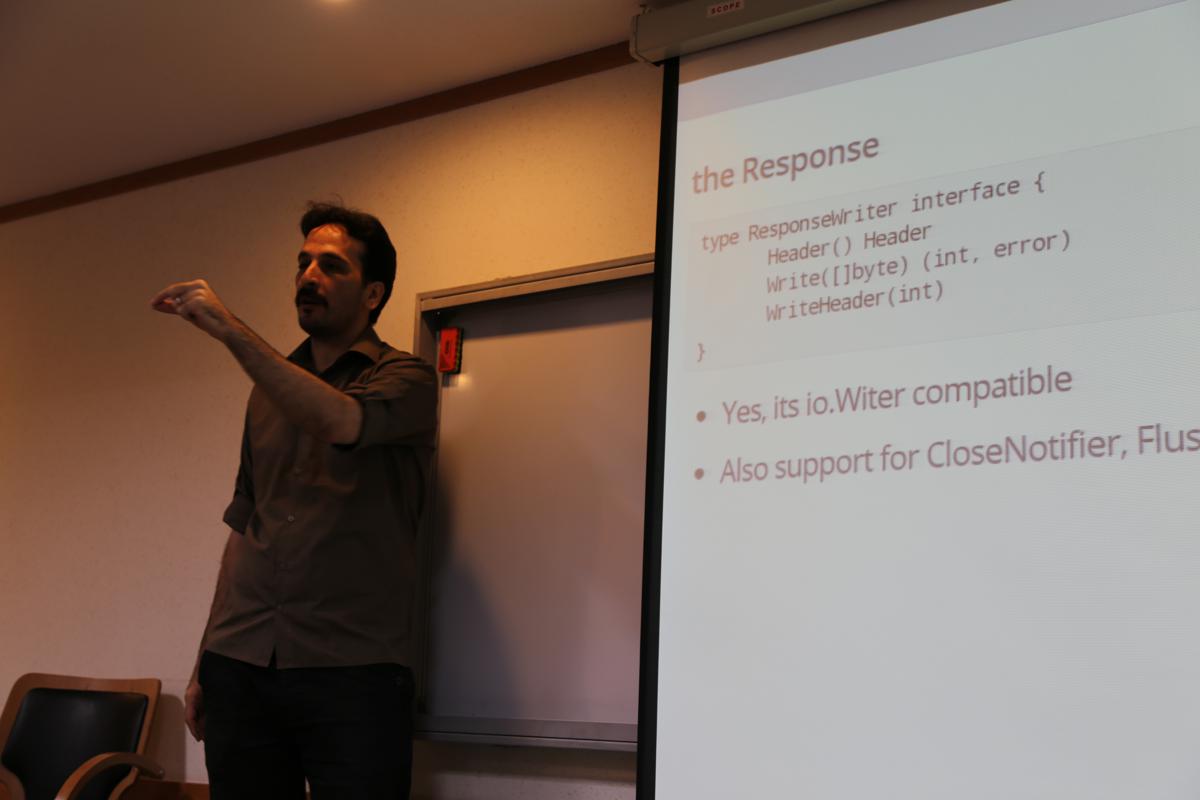 SCOPE
the Response
type ResponseWriter interface {
Header() Header
Write([]byte) (int, error)
WriteHeader(int)
}
• Yes, its io.Witer compatible
• Also support for CloseNotifier, Flus